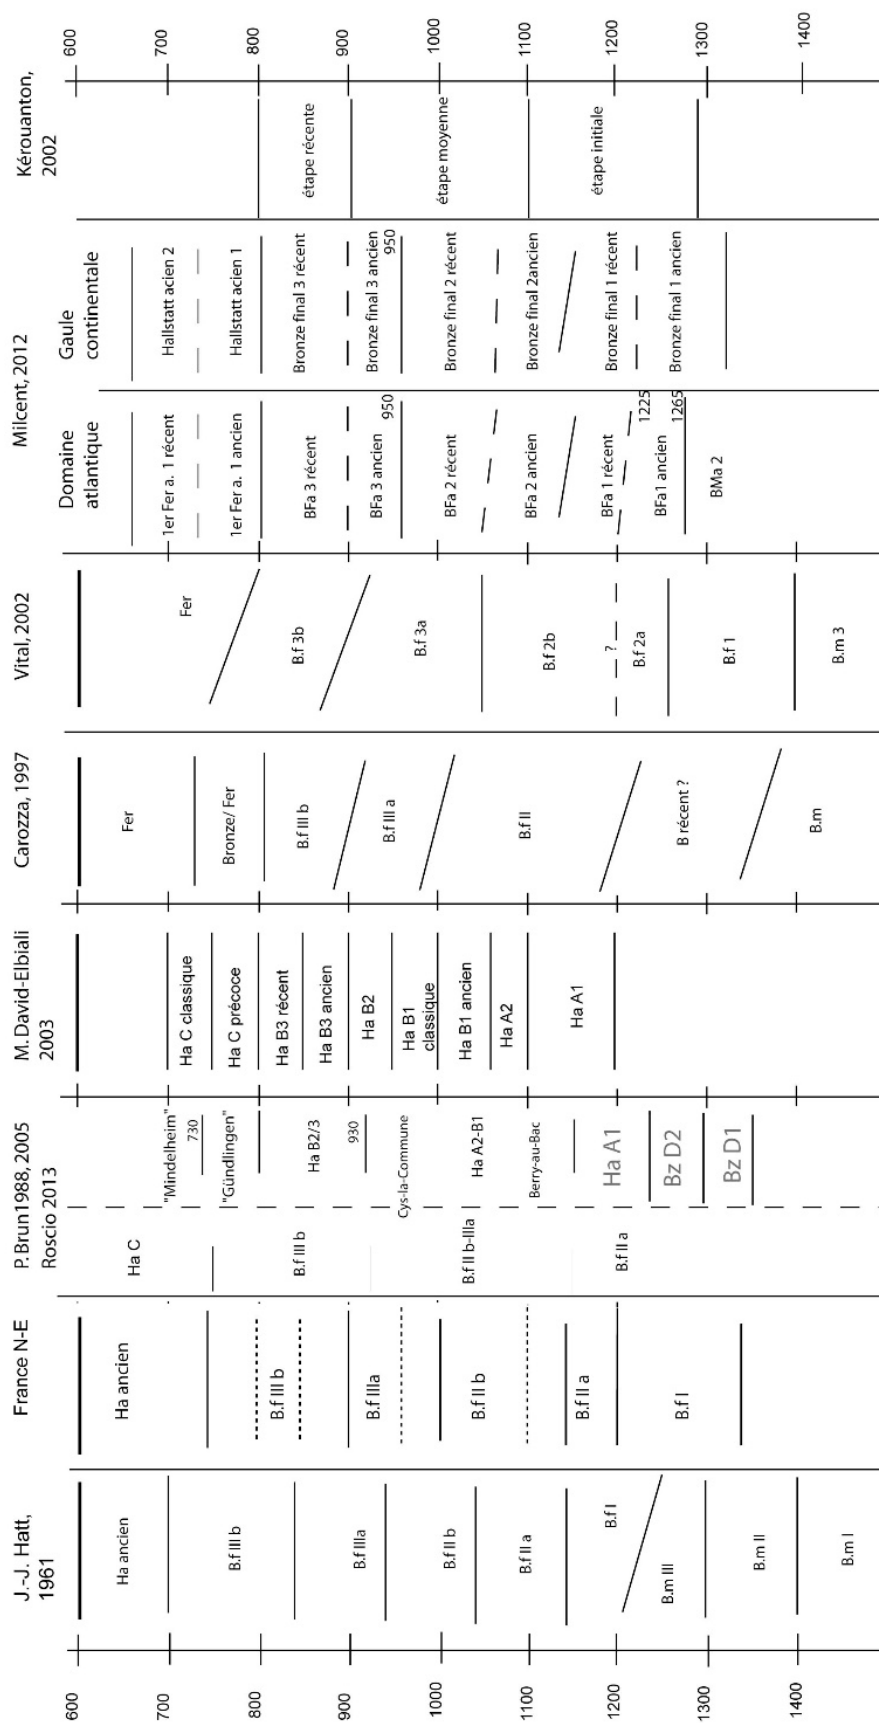 J.-J. Hatt,
1961
France N-E
P. Brun1988, 2005
Roscio 2013
M. David-Elbiali
2003
Carozza, 1997
Vital, 2002
Milcent, 2012
Domaine
atlantique
Gaule
continentale
Kérouanton,
2002
600
700
800
900
1000
1100
1200
1300
1400
Ha ancien
B.f III b
B.f IIIa
B.f II b
B.f II a
B.f I
B.m III
B.m II
B.m I
Ha ancien
B.f III b
B.f IIIa
B.f II b
B.f II a
B.f I
Ha C
B.f III b
B.f II b-IIIa
B.f II a
"Mindelheim"
730
"Gündlingen"
Ha B2/3
930
Cys-la-Commune
Ha A2-B1
Berry-au-Bac
Ha A1
Bz D2
Bz D1
Ha C classique
Ha C précoce
Ha B3 récent
Ha B3 ancien
Ha B2
Ha B1
classique
Ha B1 ancien
Ha A2
Ha A1
Fer
Bronze/ Fer
B.f III b
B.f III a
B.f II
B récent ?
B.m
Fer
B.f 3b
B.f 3a
B.f 2b
?
B.f 2a
B.f 1
B.m 3
1er Fer a. 1 récent
1er Fer a. 1 ancien
BFa 3 récent
BFa 3 ancien
950
BFa 2 récent
BFa 2 ancien
BFa 1 récent
1225
BFa1 ancien
1265
BMa 2
Hallstatt acien 2
Hallstatt acien 1
Bronze final 3 récent
Bronze final 3 ancien
950
Bronze final 2 récent
Bronze final 2ancien
Bronze final 1 récent
Bronze final 1 ancien
étape récente
étape moyenne
étape initiale
600
700
800
900
1000
1100
1200
1300
1400